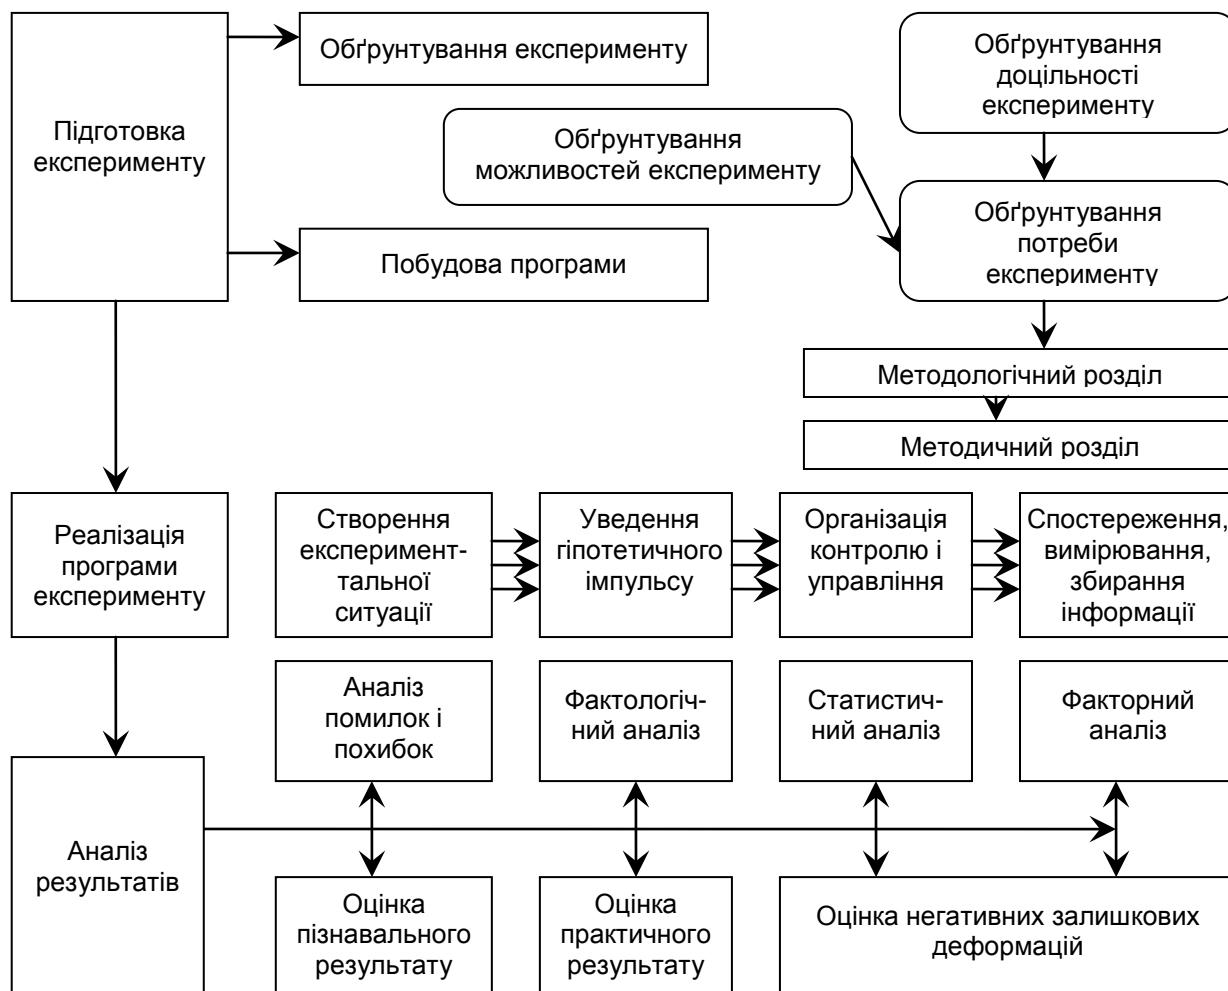 Підготовка
експерименту
Обґрунтування експерименту
Обґрунтування
доцільності
експерименту
Обґрунтування
можливостей експерименту
Обґрунтування
потреби
експерименту
Побудова програми
Методологічний розділ
Методичний розділ
Реалізація
програми
експерименту
Створення
експеримент-
тальної
ситуації
Уведення
гіпотетичного
імпульсу
Організація
контролю і
управління
Спостереження,
вимірювання,
збирання
інформації
Аналіз
помилок і
похибок
Фактологіч-
ний аналіз
Статистич-
ний аналіз
Факторний
аналіз
Аналіз
результатів
Оцінка
пізнавального
результату
Оцінка
практичного
результату
Оцінка негативних залишкових
деформацій